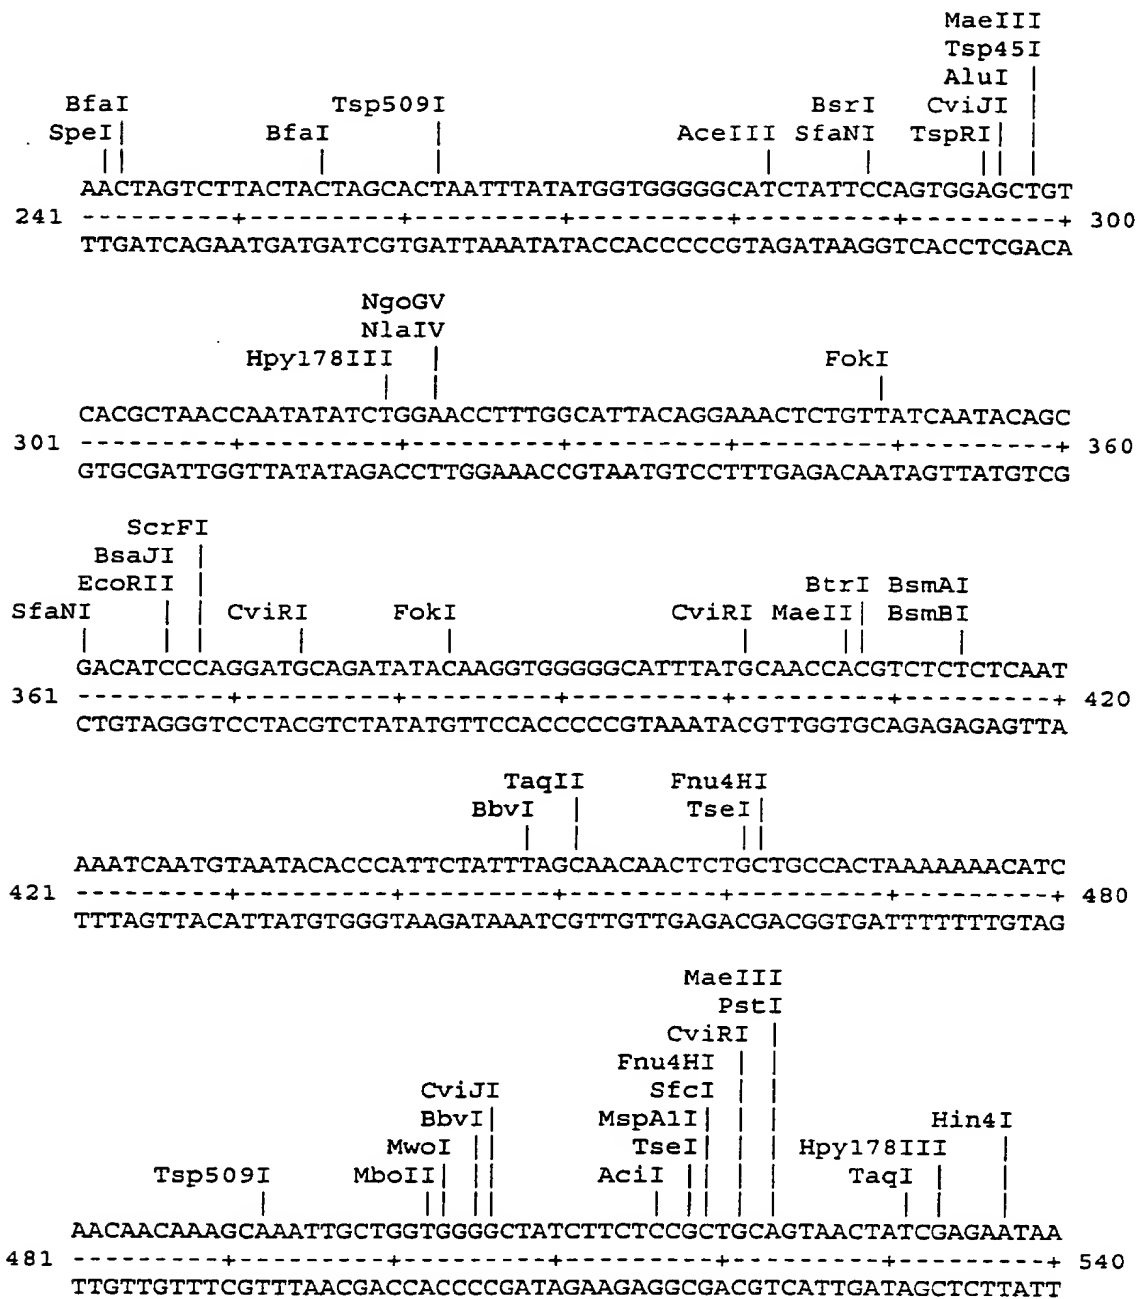 MaeIII
Tsp45I
AluI |
BfaI Tsp509I BsrI CviJI |
SpeI| BfaI | AceIII SfaNI TspRI| |
|| | | | | || |
AACTAGTCTTACTACTAGCACTAATTTATATGGTGGGGGCATCTATTCCAGTGGAGCTGT
241 ---------+---------+---------+---------+---------+---------+ 300
TTGATCAGAATGATGATCGTGATTAAATATACCACCCCCGTAGATAAGGTCACCTCGACA
NgoGV
NlaIV
Hpy178III | FokI
| | |
CACGCTAACCAATATATCTGGAACCTTTGGCATTACAGGAAACTCTGTTATCAATACAGC
301 ---------+---------+---------+---------+---------+---------+ 360
GTGCGATTGGTTATATAGACCTTGGAAACCGTAATGTCCTTTGAGACAATAGTTATGTCG
ScrFI
BsaJI |
EcoRII | BtrI BsmAI
SfaNI | | CviRI FokI CviRI MaeII| BsmBI
| | | | | | || |
GACATCCCAGGATGCAGATATACAAGGTGGGGGCATTTATGCAACCACGTCTCTCTCAAT
361 ---------+---------+---------+---------+---------+---------+ 420
CTGTAGGGTCCTACGTCTATATGTTCCACCCCCGTAAATACGTTGGTGCAGAGAGAGTTA
TaqII Fnu4HI
BbvI | TseI|
| | ||
AAATCAATGTAATACACCCATTCTATTTAGCAACAACTCTGCTGCCACTAAAAAAACATC
421 ---------+---------+---------+---------+---------+---------+ 480
TTTAGTTACATTATGTGGGTAAGATAAATCGTTGTTGAGACGACGGTGATTTTTTTGTAG
MaeIII
PstI
CviRI |
Fnu4HI | |
CviJI SfcI | |
BbvI| MspA1I| | | Hin4I
MwoI || TseI| | | Hpy178III |
Tsp509I MboII| || AciI || | | TaqI | |
| || || | || | | | | |
AACAACAAAGCAAATTGCTGGTGGGGCTATCTTCTCCGCTGCAGTAACTATCGAGAATAA
481 ---------+---------+---------+---------+---------+---------+ 540
TTGTTGTTTCGTTTAACGACCACCCCGATAGAAGAGGCGACGTCATTGATAGCTCTTATT